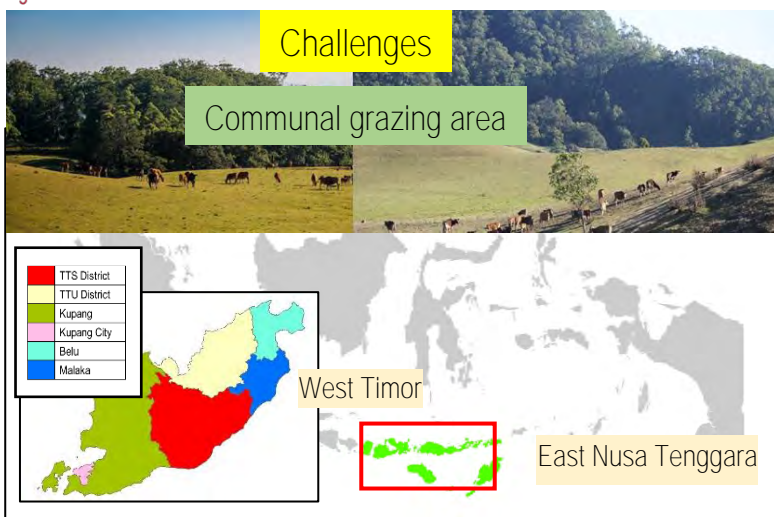 Challenges
Communal grazing area
TTS District
TTU District
Kupang
Kupang City
Belu
Malaka
West Timor
East Nusa Tenggara